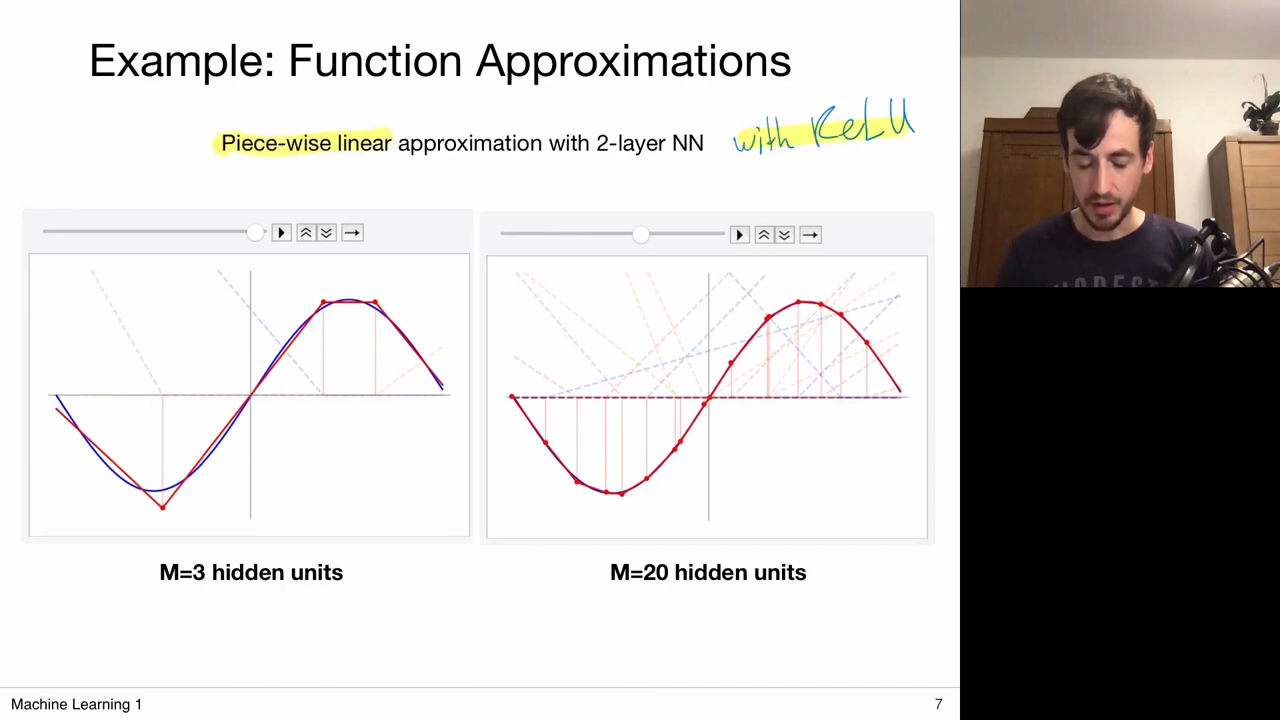 Example: Function Approximations
Piece-wise linear approximation with 2-layer NN with ReLU
M=3 hidden units
M=20 hidden units
Machine Learning 1
7